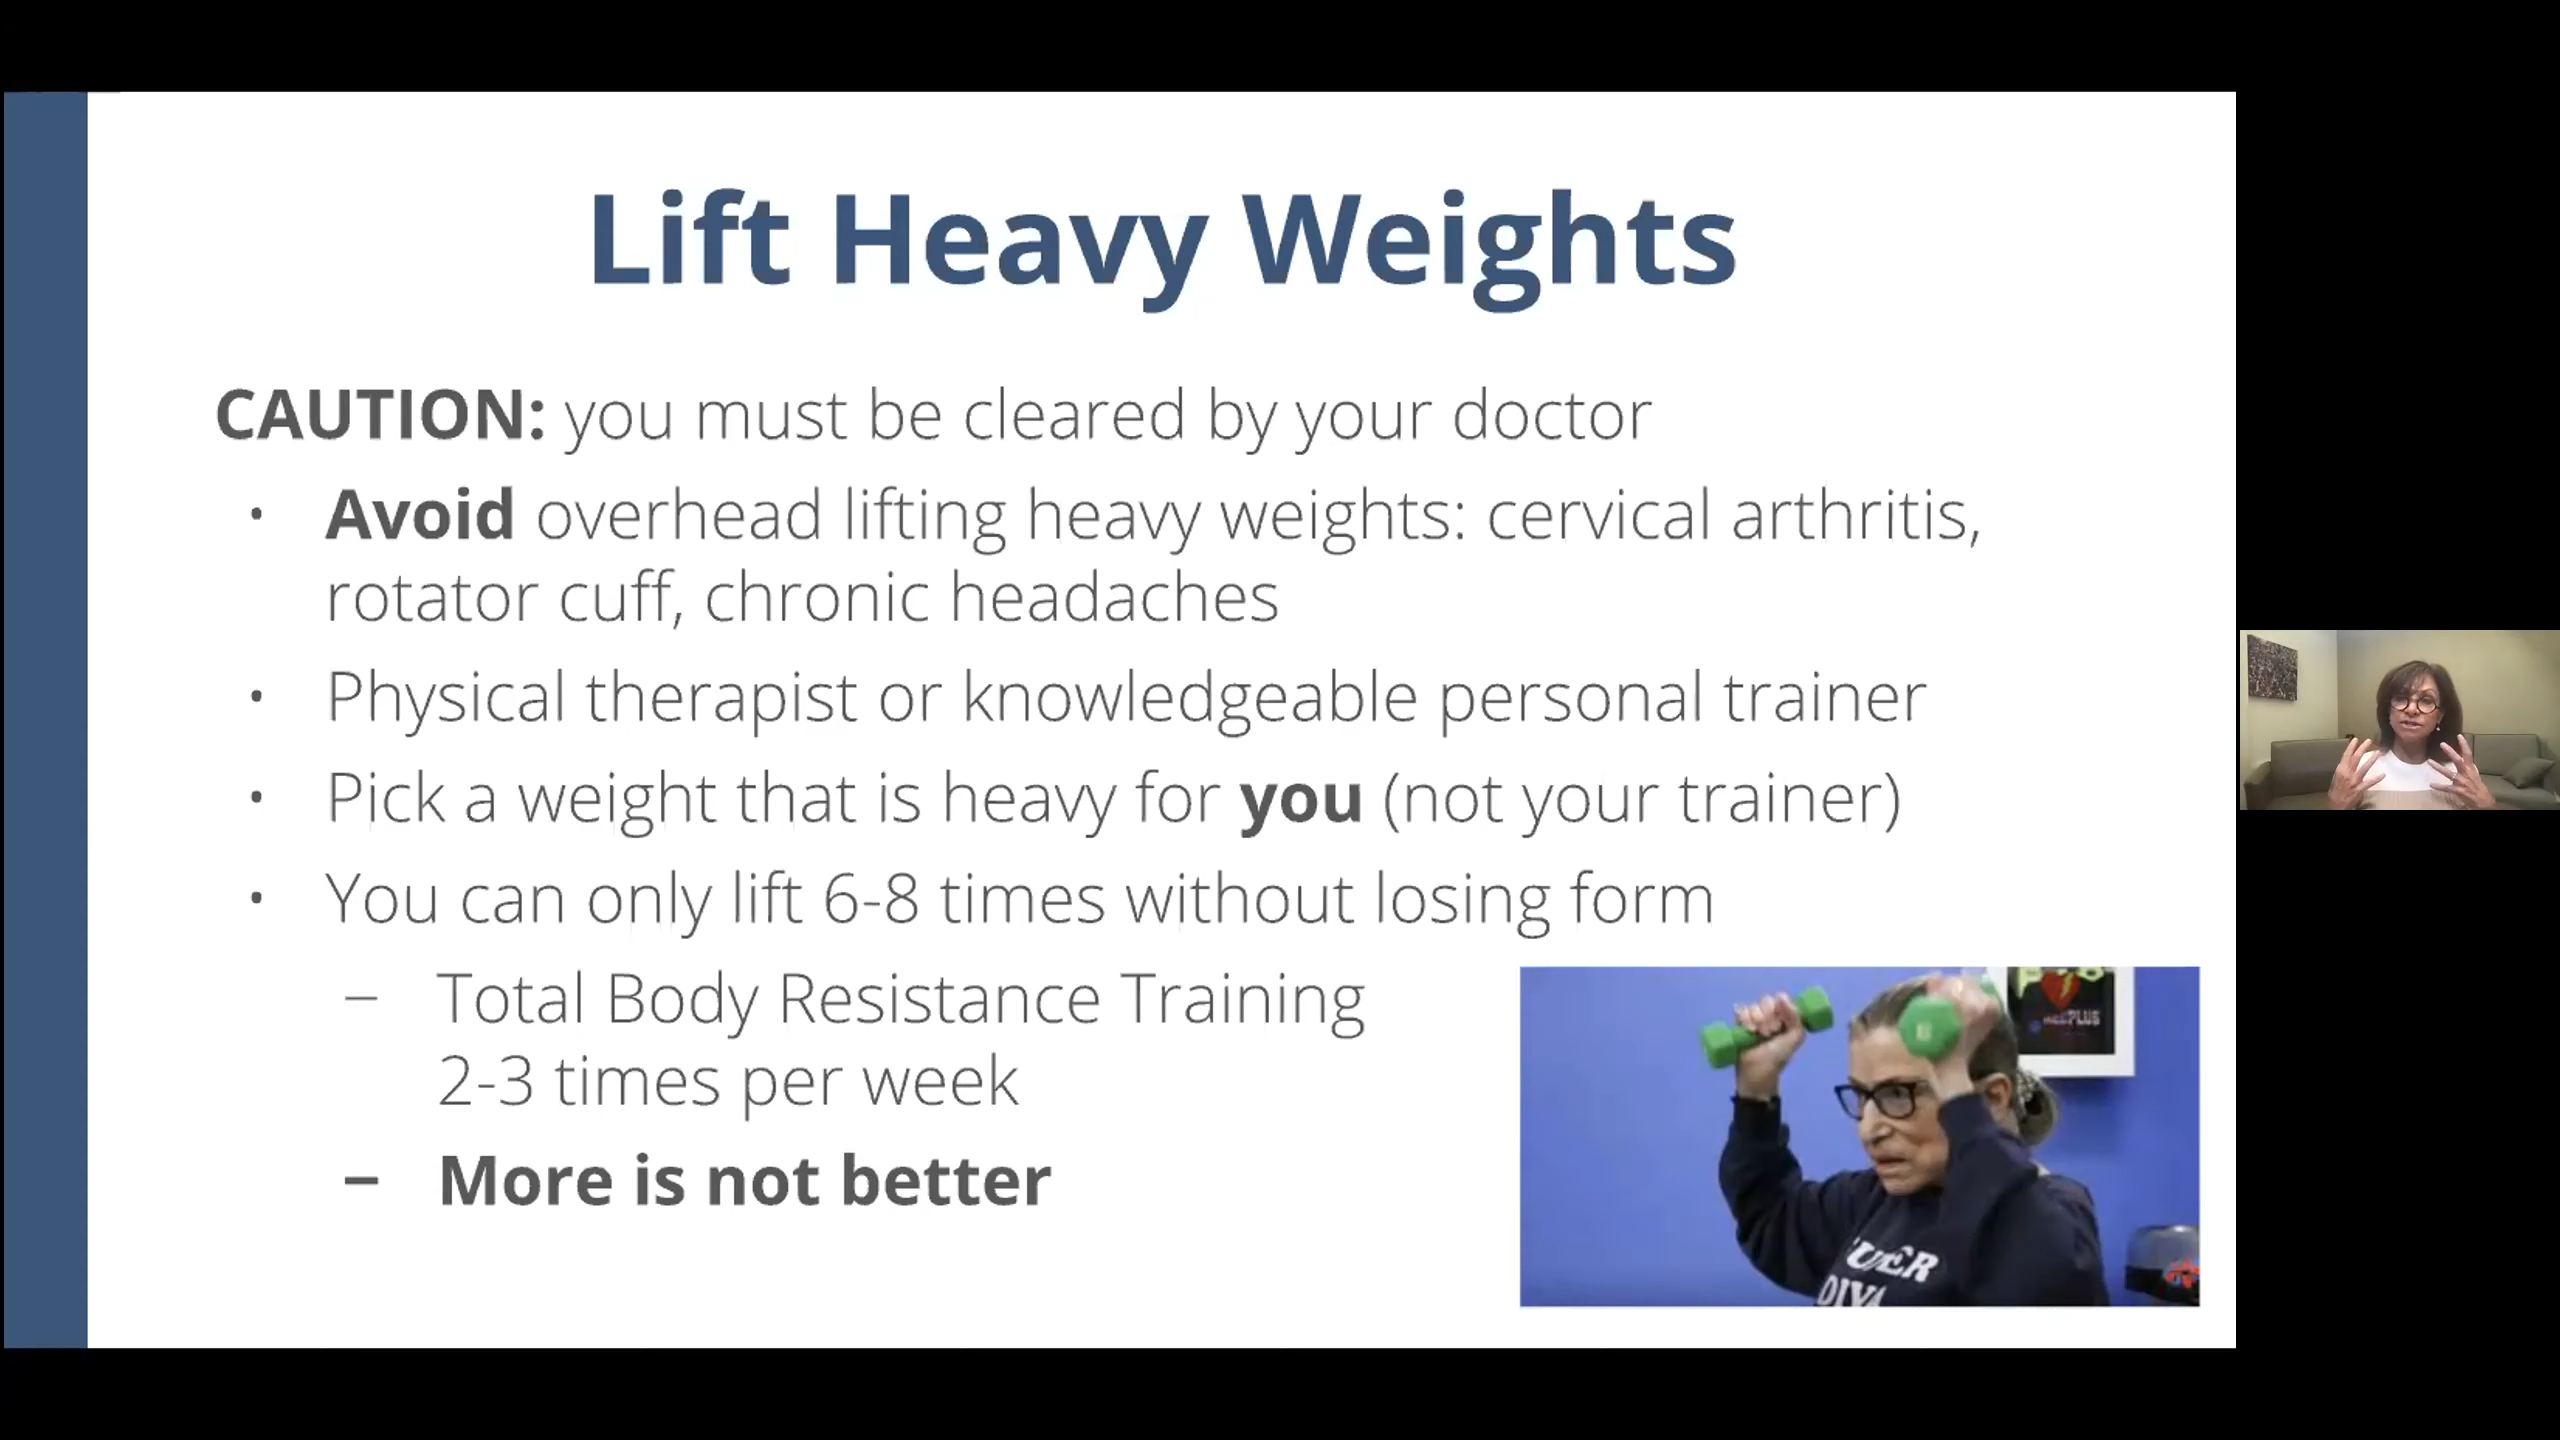 Lift Heavy Weights
CAUTION: you must be cleared by your doctor
• Avoid overhead lifting heavy weights: cervical arthritis,
rotator cuff, chronic headaches
• Physical therapist or knowledgeable personal trainer
• Pick a weight that is heavy for you (not your trainer)
• You can only lift 6-8 times without losing form
– Total Body Resistance Training
2-3 times per week
– More is not better
DIVA